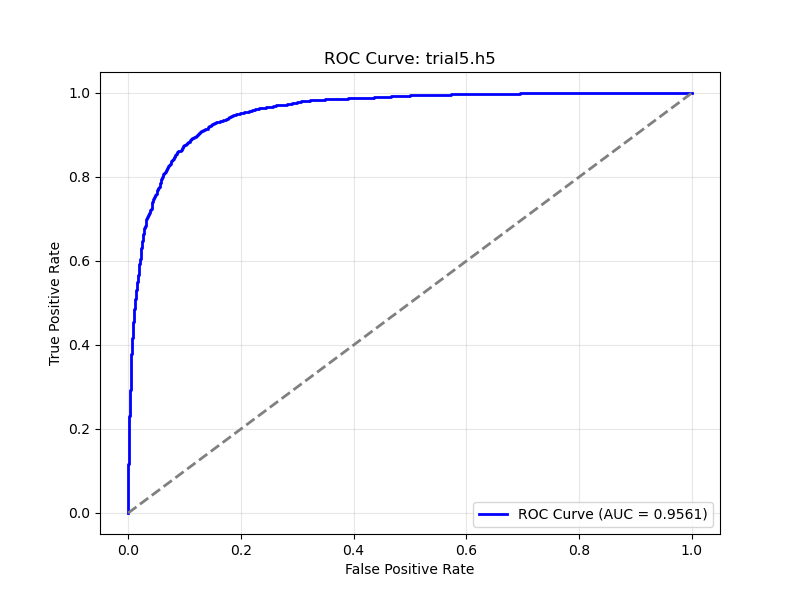 ROC Curve: trial5.h5
True Positive Rate
1.0
0.8
0.6
0.4
0.2
0.0
ROC Curve (AUC = 0.9561)
0.0 0.2 0.4 0.6 0.8 1.0
False Positive Rate